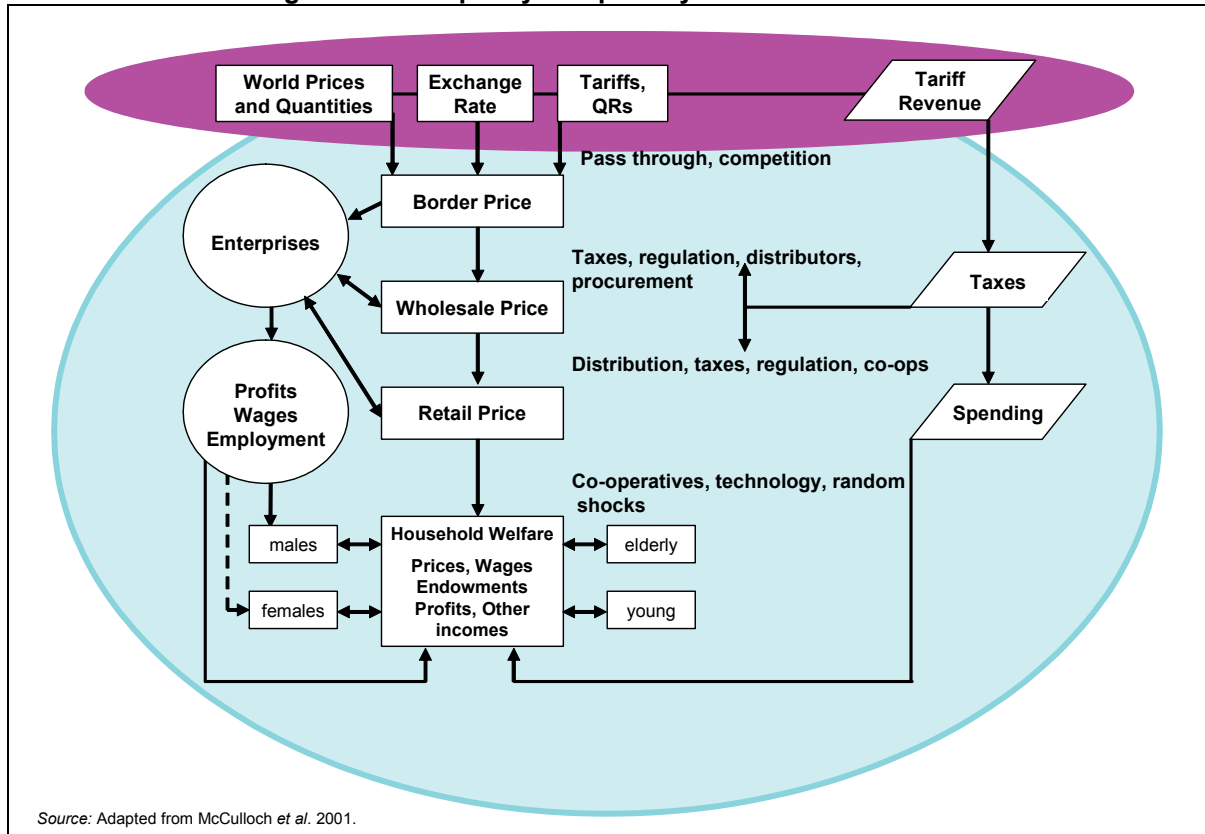 World Prices
and Quantities
Exchange
Rate
Tariffs,
QRs
Tariff
Revenue
Pass through, competition
Border Price
Enterprises
Taxes, regulation, distributors,
procurement
Taxes
Wholesale Price
Distribution, taxes, regulation, co-ops
Profits
Wages
Employment
Retail Price
Spending
Co-operatives, technology, random
shocks
males
Household Welfare
Prices, Wages
Endowments
Profits, Other
incomes
elderly
females
young
Source: Adapted from McCulloch et al. 2001.